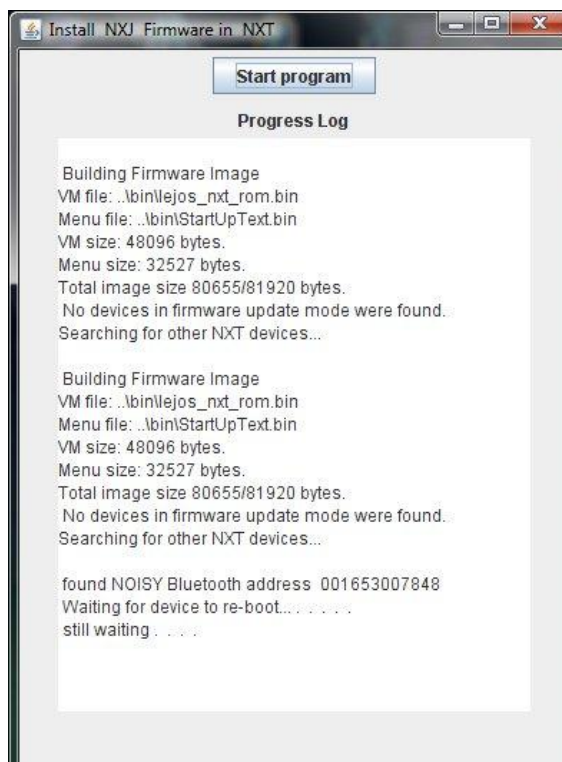 Install NXJ Firmware in NXT
Start program
Progress Log
Building Firmware Image
VM file: ..\bin\lejos_nxt_rom.bin
Menu file: ..\bin\StartUpText.bin
VM size: 48096 bytes.
Menu size: 32527 bytes.
Total image size 80655/81920 bytes.
No devices in firmware update mode were found.
Searching for other NXT devices...
Building Firmware Image
VM file: ..\bin\lejos_nxt_rom.bin
Menu file: ..\bin\StartUpText.bin
VM size: 48096 bytes.
Menu size: 32527 bytes.
Total image size 80655/81920 bytes.
No devices in firmware update mode were found.
Searching for other NXT devices...
found NOISY Bluetooth address 001653007848
Waiting for device to re-boot... . . . . .
still waiting . . . .